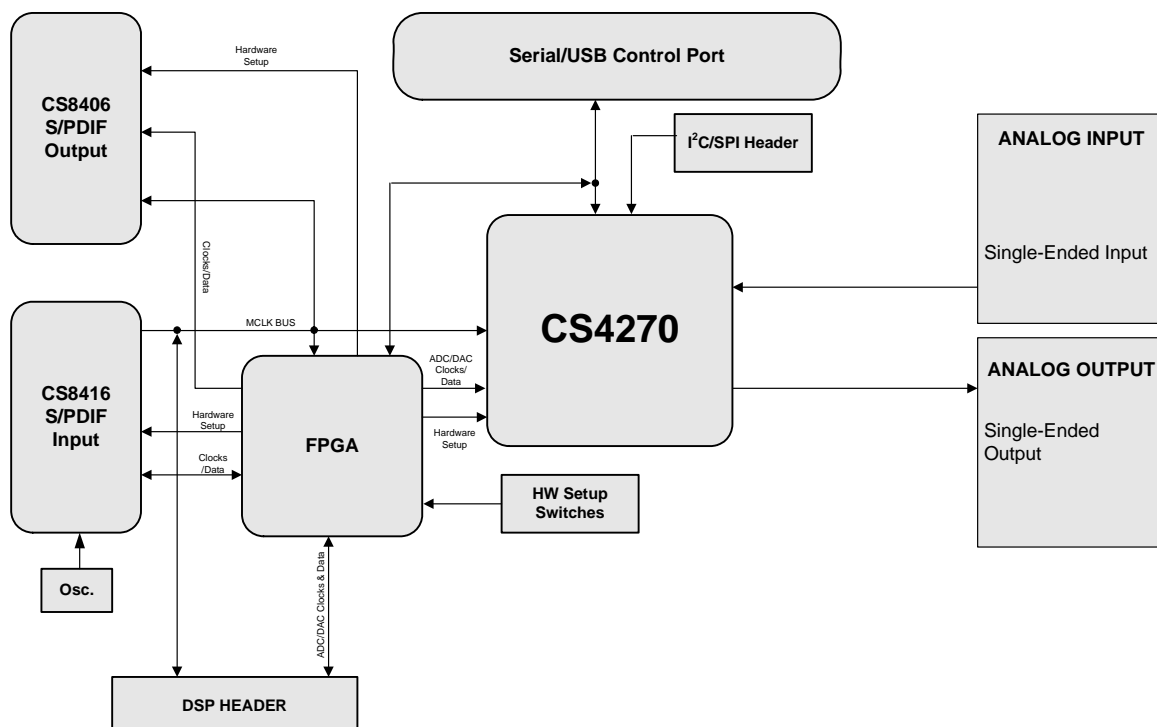 Hardware
Setup
Serial/USB Control Port
CS8406
S/PDIF
Output
I²C/SPI Header
ANALOG INPUT
Single-Ended Input
Clocks/Data
MCLK BUS
CS4270
CS8416
S/PDIF
Input
ADC/DAC
Clocks/
Data
ANALOG OUTPUT
Single-Ended
Output
Hardware
Setup
FPGA
Hardware
Setup
Clocks
/Data
HW Setup
Switches
Osc.
ADC/DAC Clocks & Data
DSP HEADER